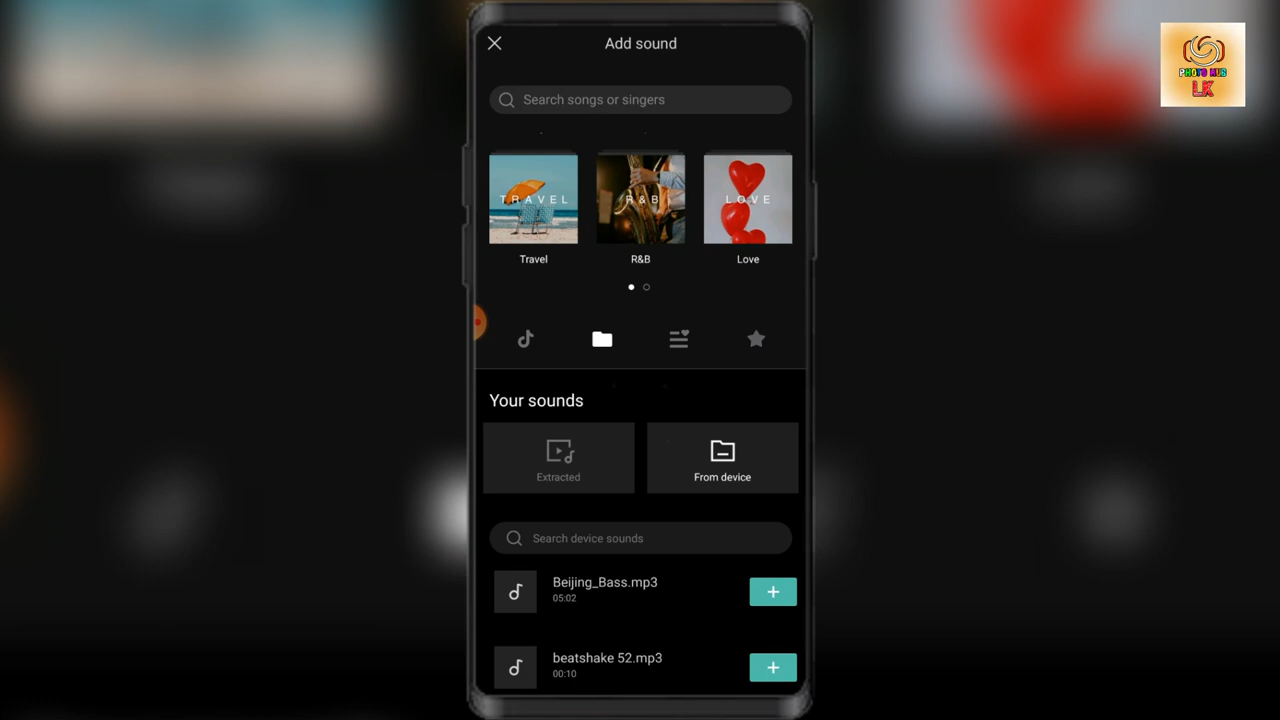 Add sound
PHOTO HUB
LK
Search songs or singers
TRAVEL
R&B
LOVE
Travel
R&B
Love
Your sounds
Extracted
From device
Search device sounds
Beijing_Bass.mp3
05:02
beatshake 52.mp3
00:10